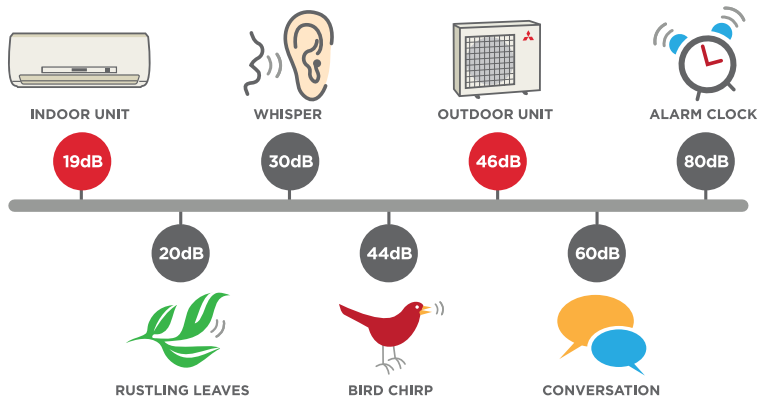 INDOOR UNIT
WHISPER
OUTDOOR UNIT
ALARM CLOCK
19dB
30dB
46dB
80dB
20dB
44dB
60dB
RUSTLING LEAVES
BIRD CHIRP
CONVERSATION